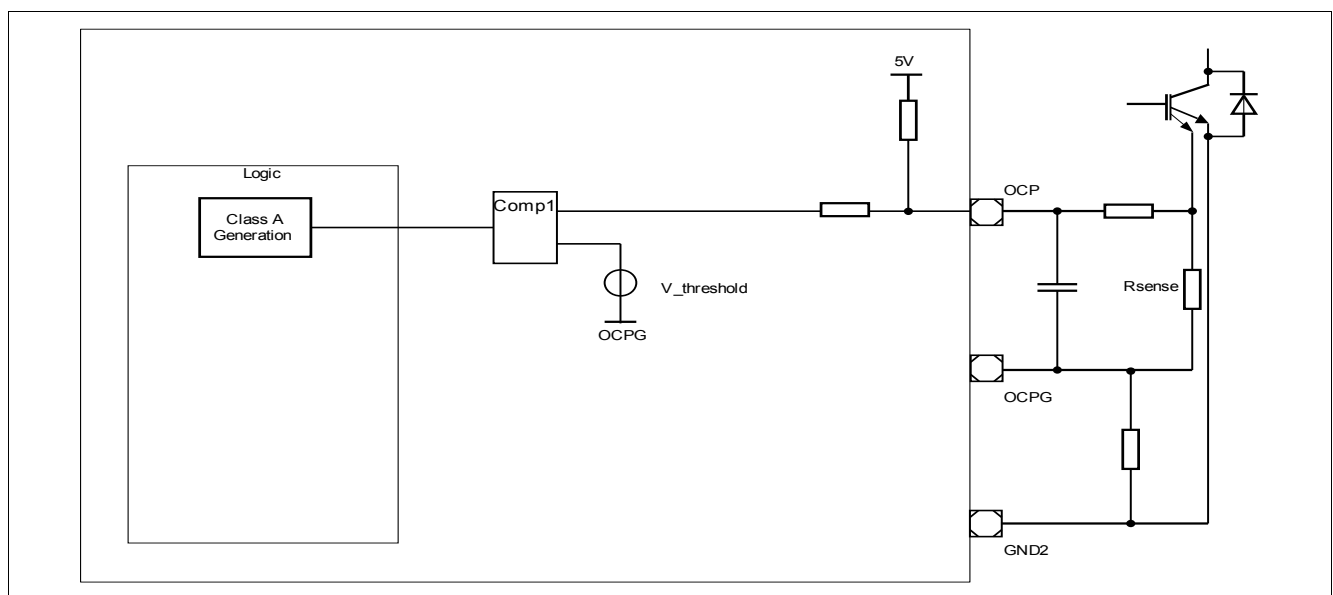 5V
OCP
Logic
Class A
Generation
Comp1
V_threshold
Rsense
OCPG
OCPG
GND2